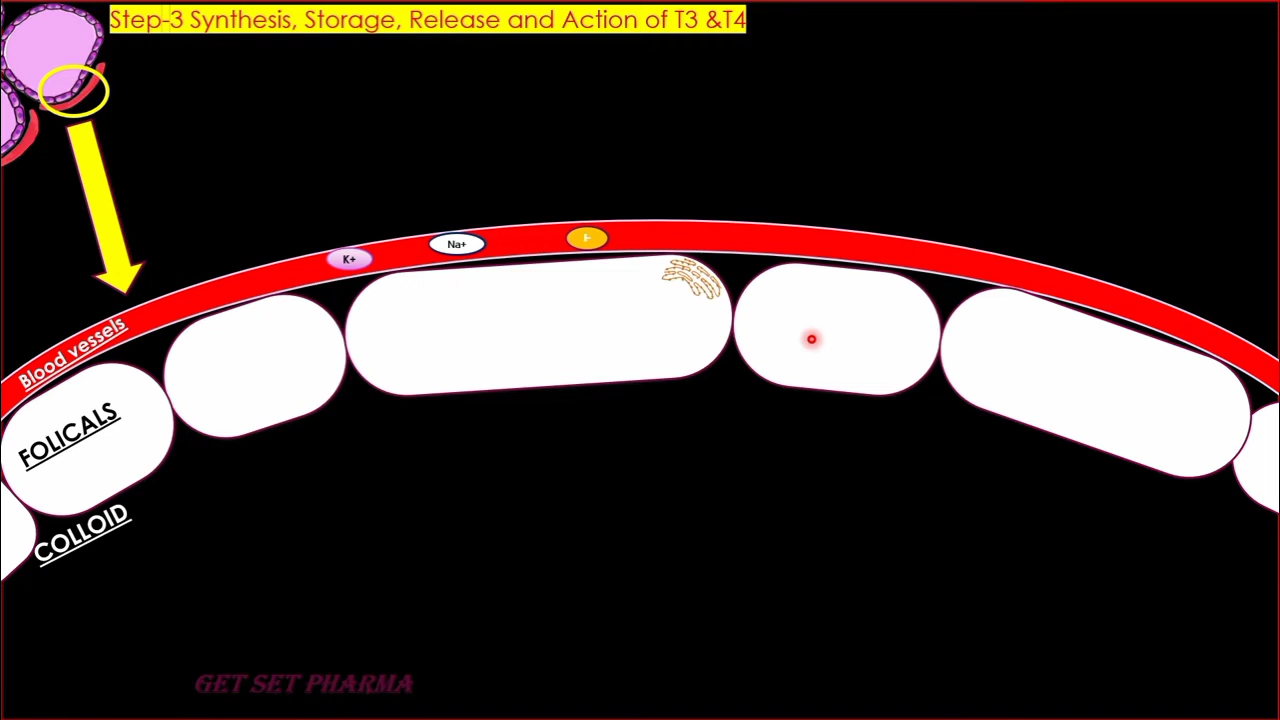 Step-3 Synthesis, Storage, Release and Action of T3 &T4
K+
Na+
I-
Blood vessels
FOLICALS
COLLOID
GET SET PHARMA